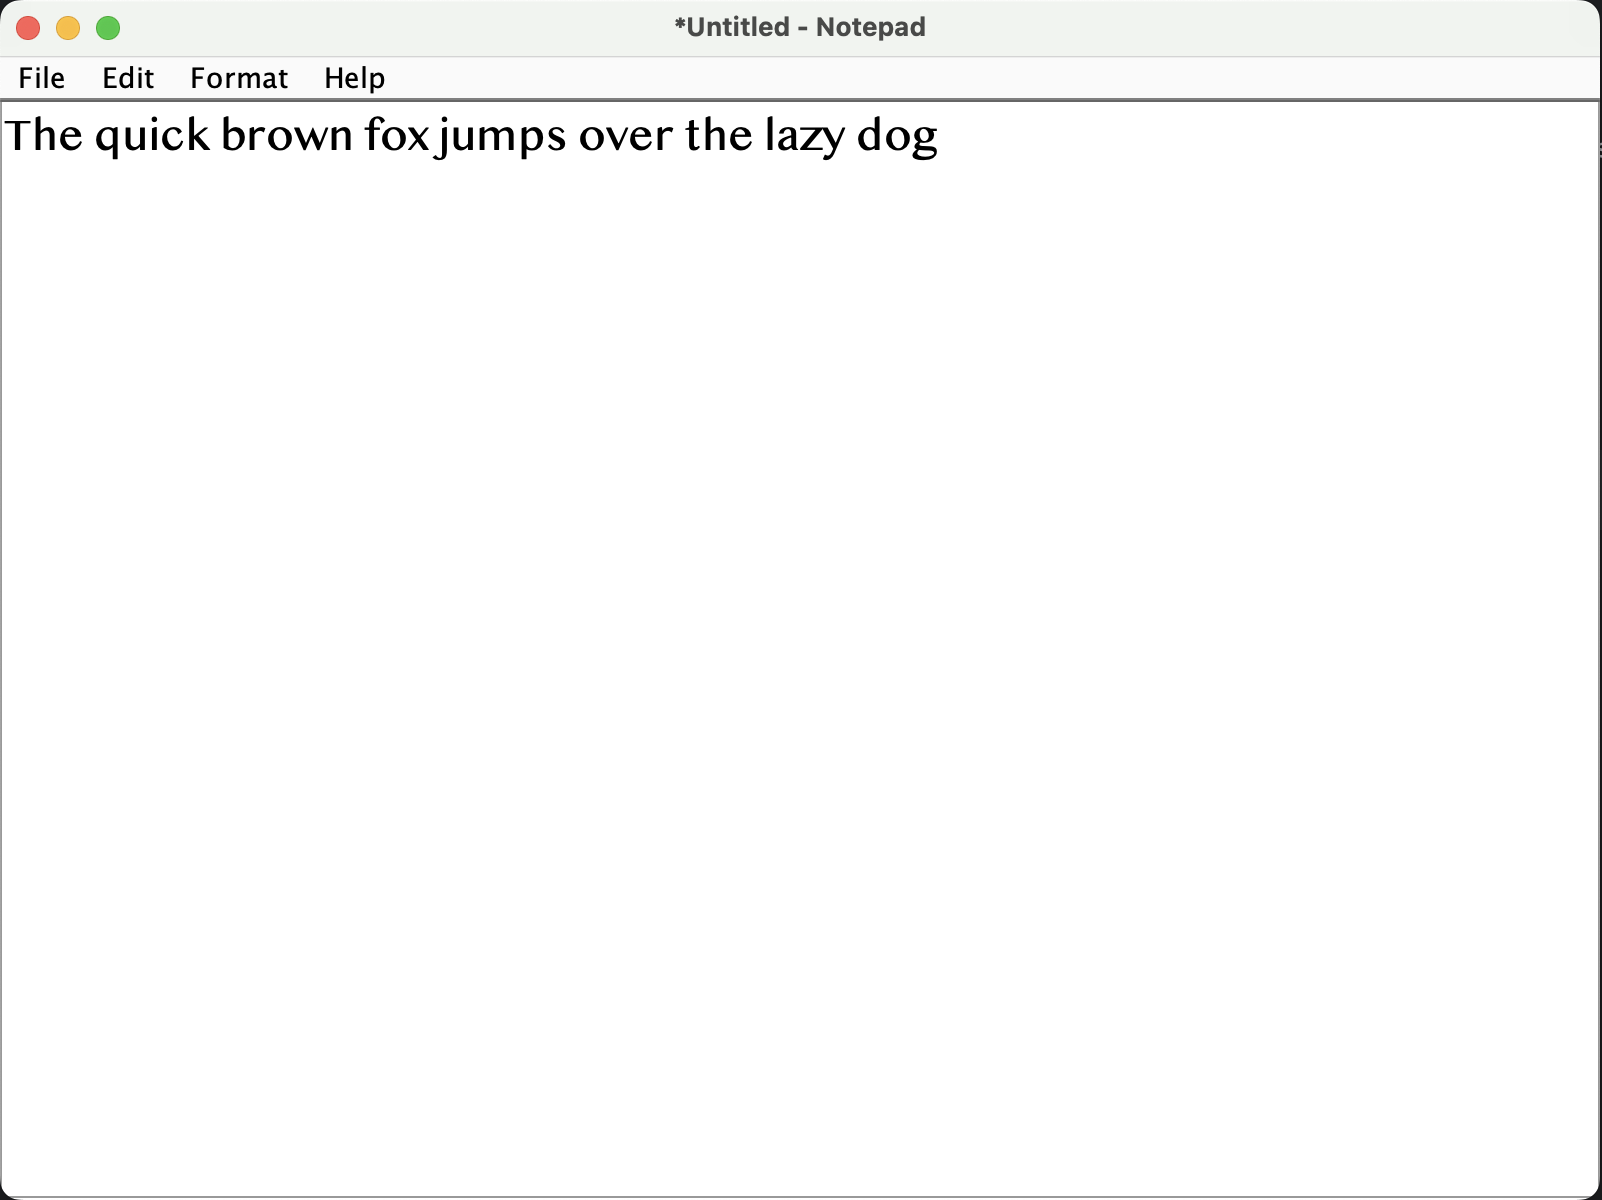 *Untitled - Notepad
File Edit Format Help
The quick brown fox jumps over the lazy dog